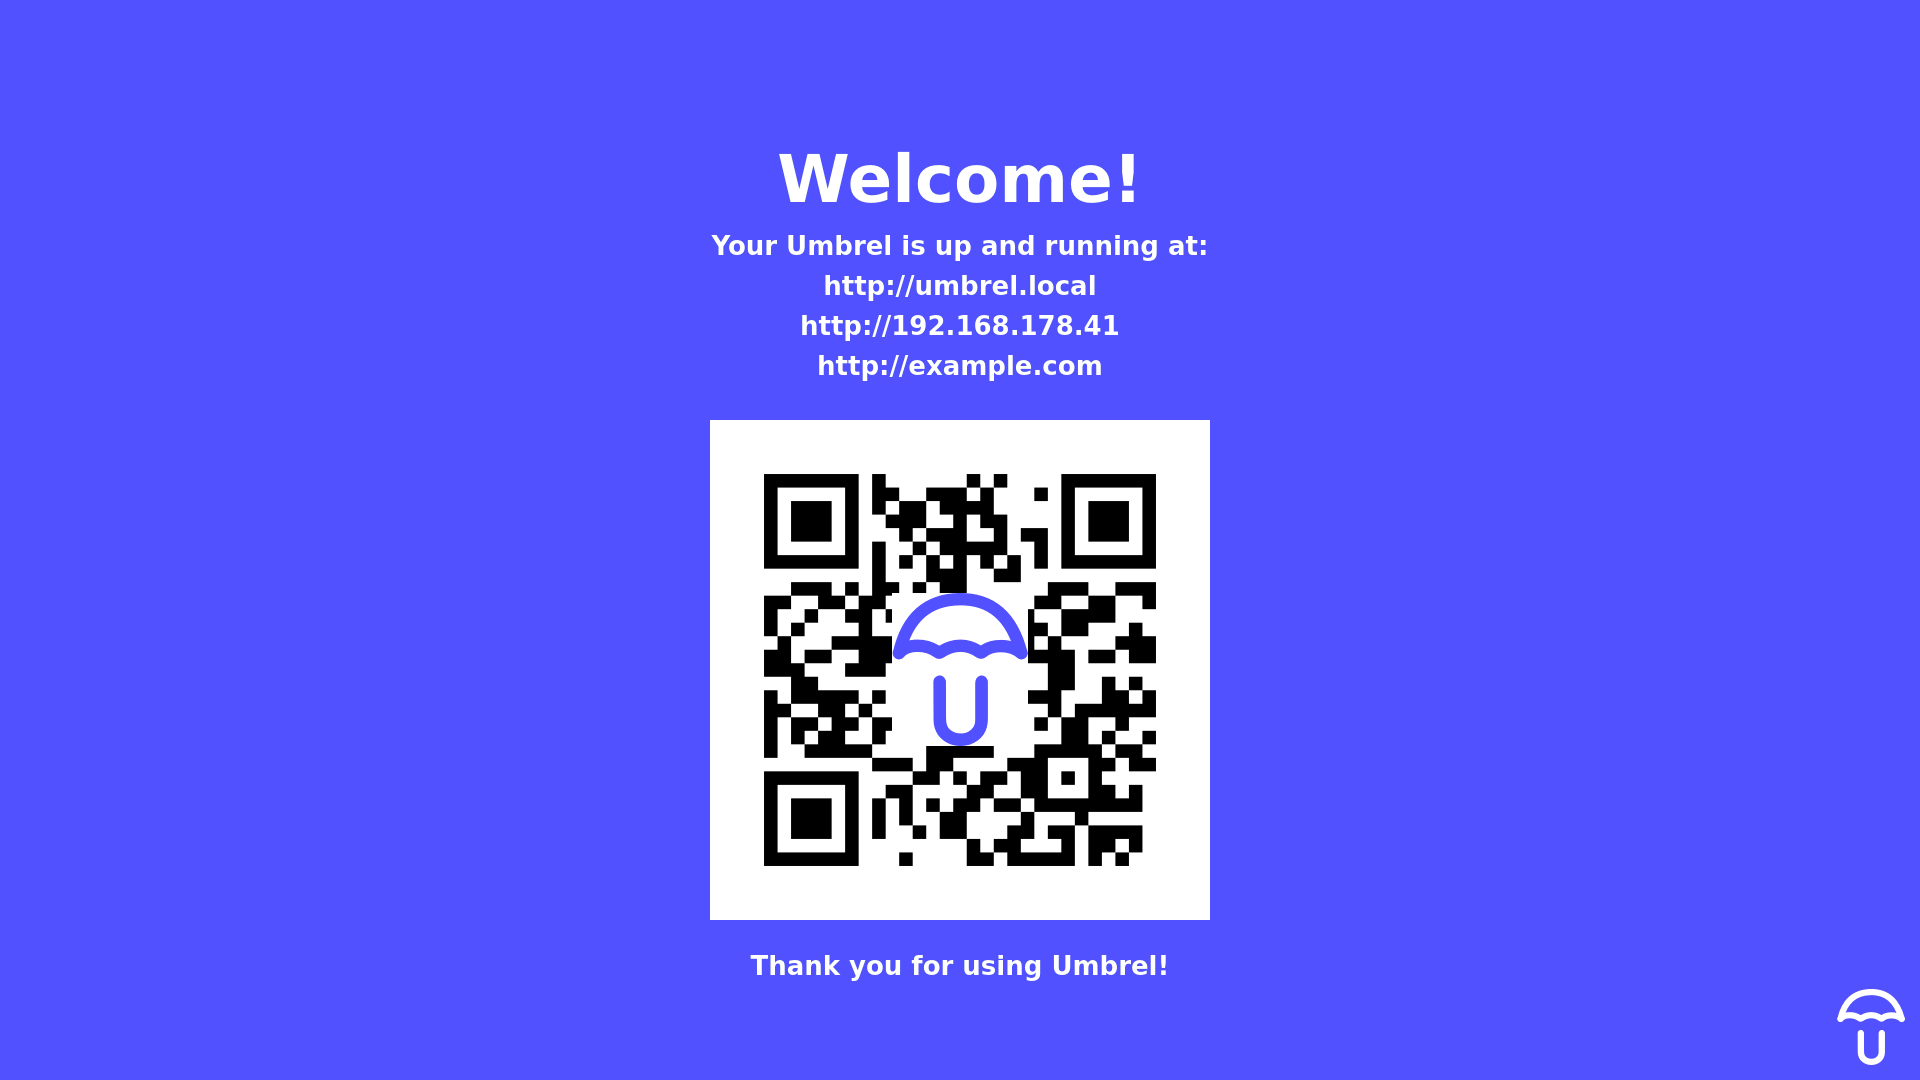 Welcome!
Your Umbrel is up and running at:
http://umbrel.local
http://192.168.178.41
http://example.com
Thank you for using Umbrel!